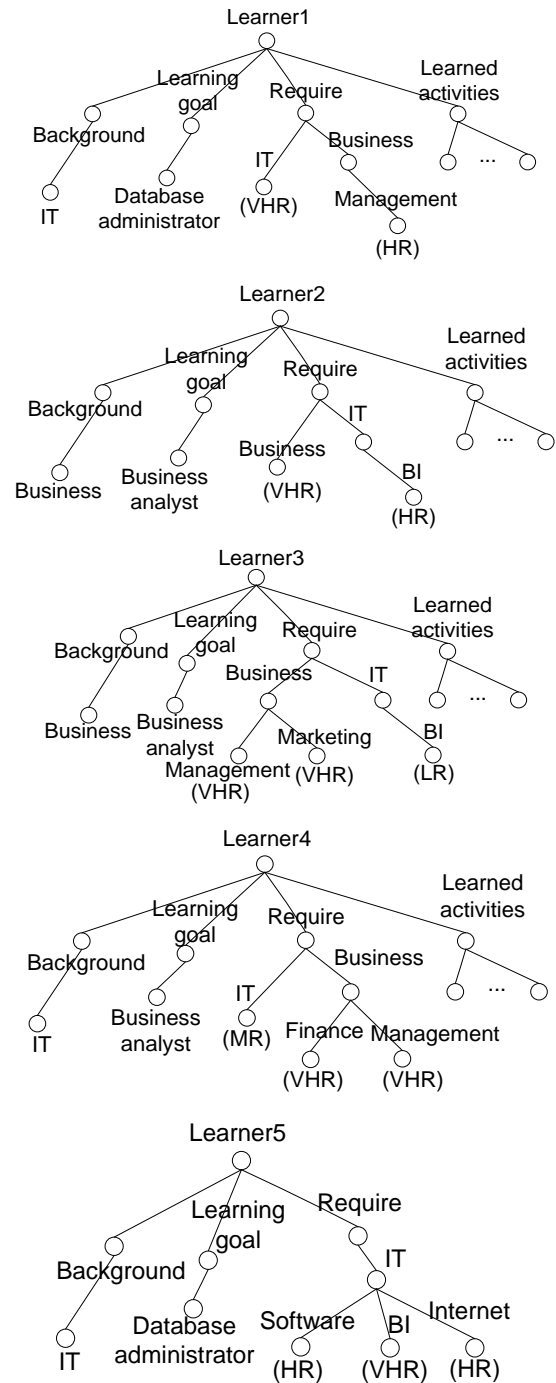 Learner1
Learning
goal
Require
Learned
activities
Background
Business
IT
Database
administrator
IT
(VHR)
Management
(HR)
...
Learner2
Learning
goal
Require
Learned
activities
Background
IT
Business
Business
analyst
Business
(VHR)
BI
(HR)
...
Learner3
Learning
goal
Require
Learned
activities
Background
Business
IT
Business
Business
analyst
Management
(VHR)
Marketing
(VHR)
BI
(LR)
...
Learner4
Learning
goal
Require
Learned
activities
Background
Business
IT
Business
analyst
IT
(MR)
Finance
(VHR)
Management
(VHR)
...
Learner5
Learning
goal
Require
Background
IT
IT
Database
administrator
Software
(HR)
BI
(VHR)
Internet
(HR)